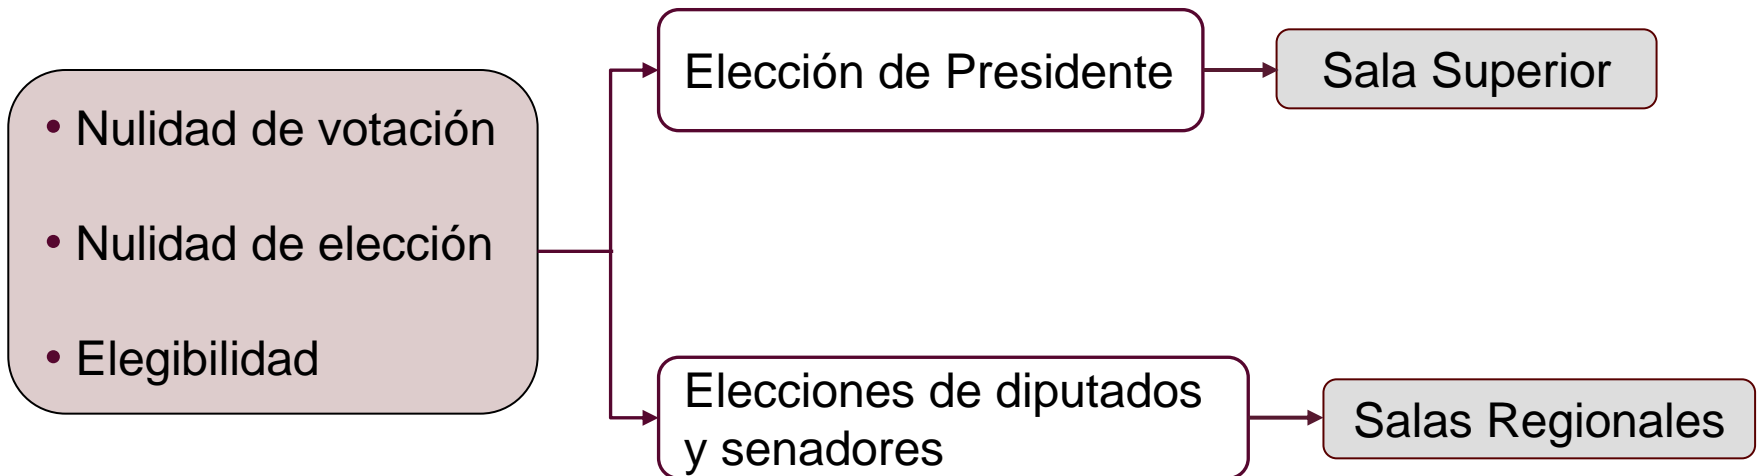 • Nulidad de votación
• Nulidad de elección
• Elegibilidad
Elección de Presidente
Sala Superior
Elecciones de diputados
y senadores
Salas Regionales